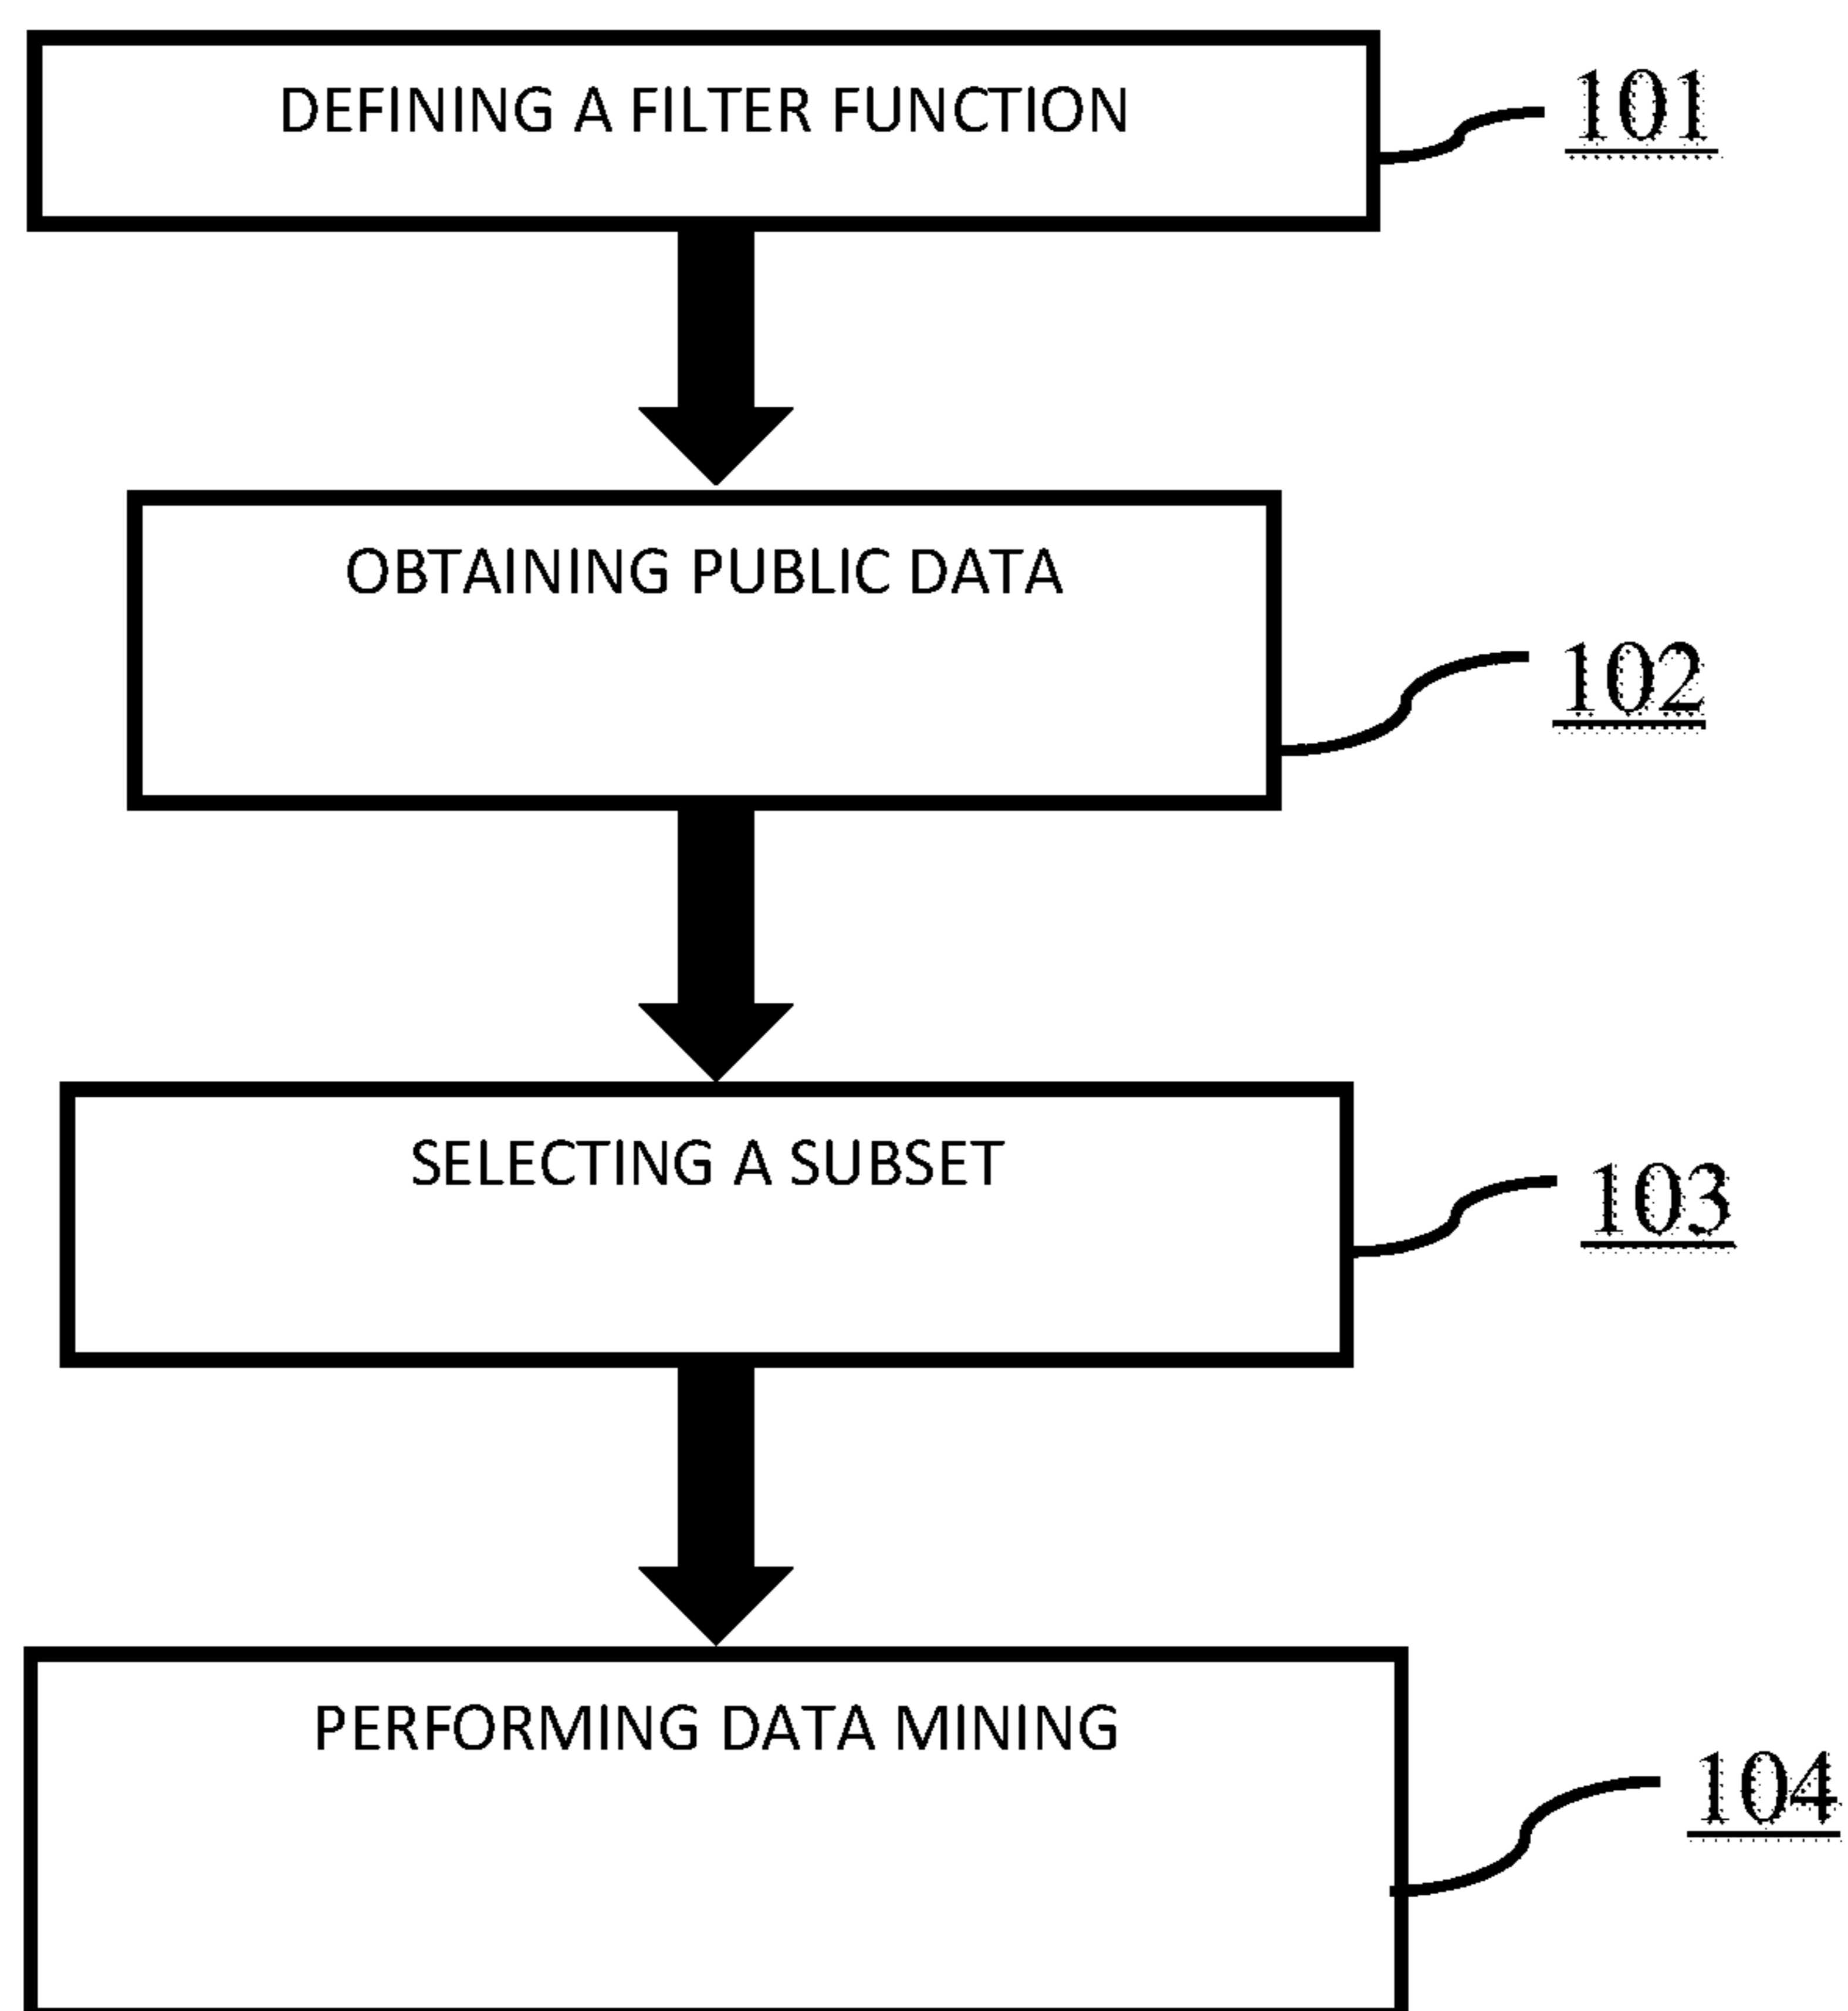 DEFINING A FILTER FUNCTION
101
OBTAINING PUBLIC DATA
102
SELECTING A SUBSET
103
PERFORMING DATA MINING
104